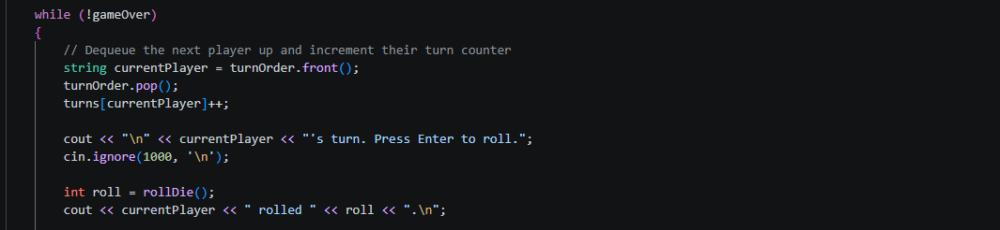 while (!gameOver)
{
// Dequeue the next player up and increment their turn counter
string currentPlayer = turnOrder.front();
turnOrder.pop();
turns[currentPlayer]++;
cout << "\n" << currentPlayer << "'s turn. Press Enter to roll.";
cin.ignore(1000, '\n');
int roll = rollDie();
cout << currentPlayer << " rolled " << roll << ".\n";